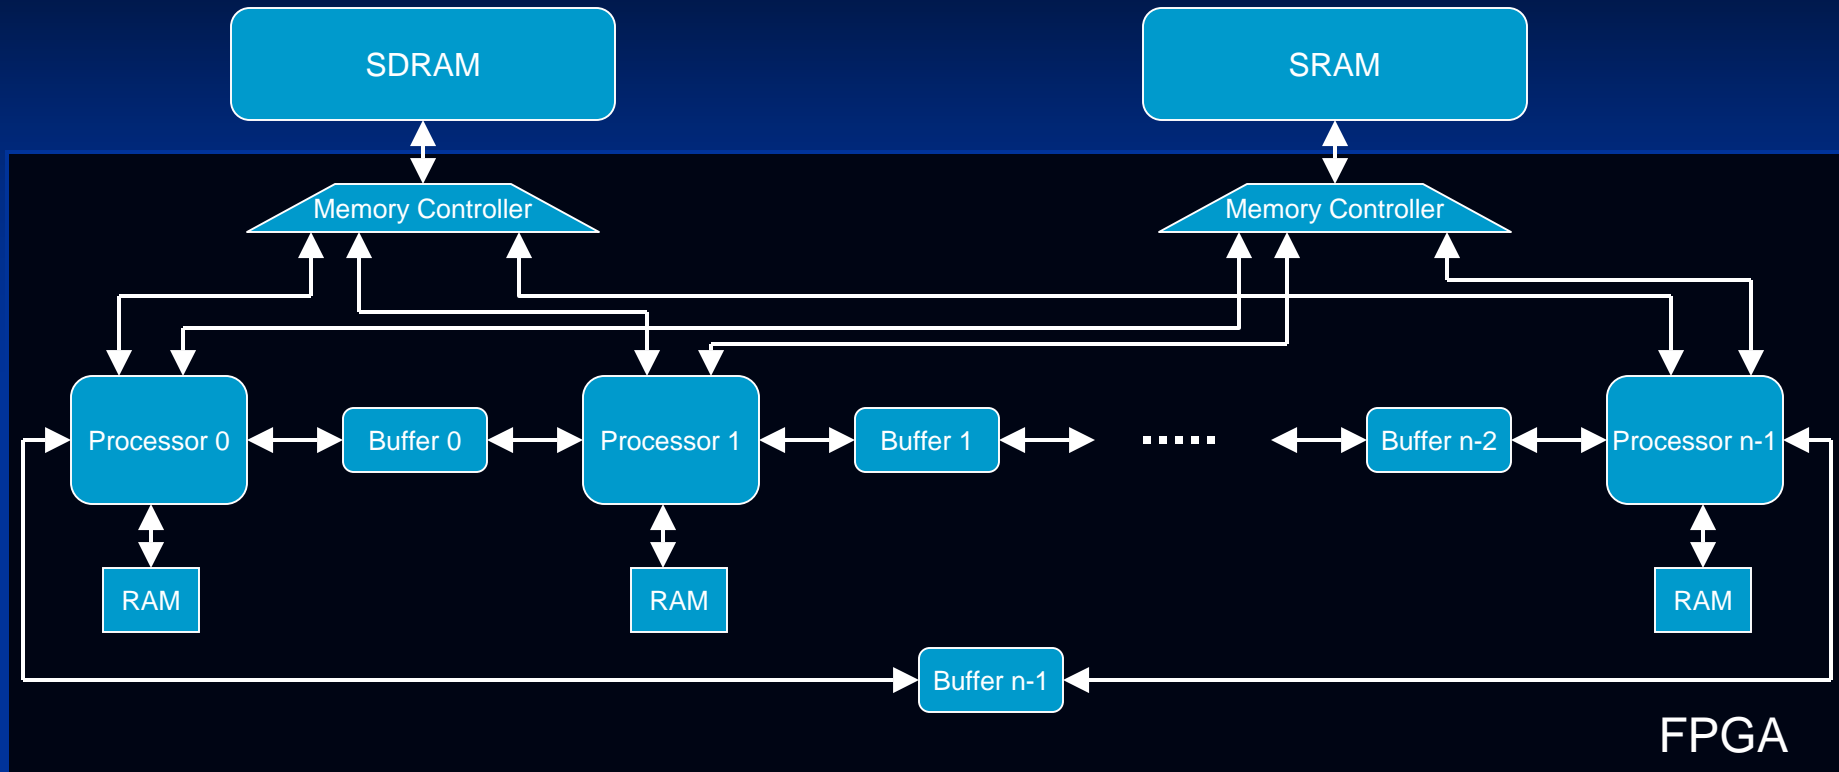 SDRAM
SRAM
Memory Controller
Memory Controller
Processor 0
Buffer 0
Processor 1
Buffer 1
.....
Buffer n-2
Processor n-1
RAM
RAM
RAM
Buffer n-1
FPGA